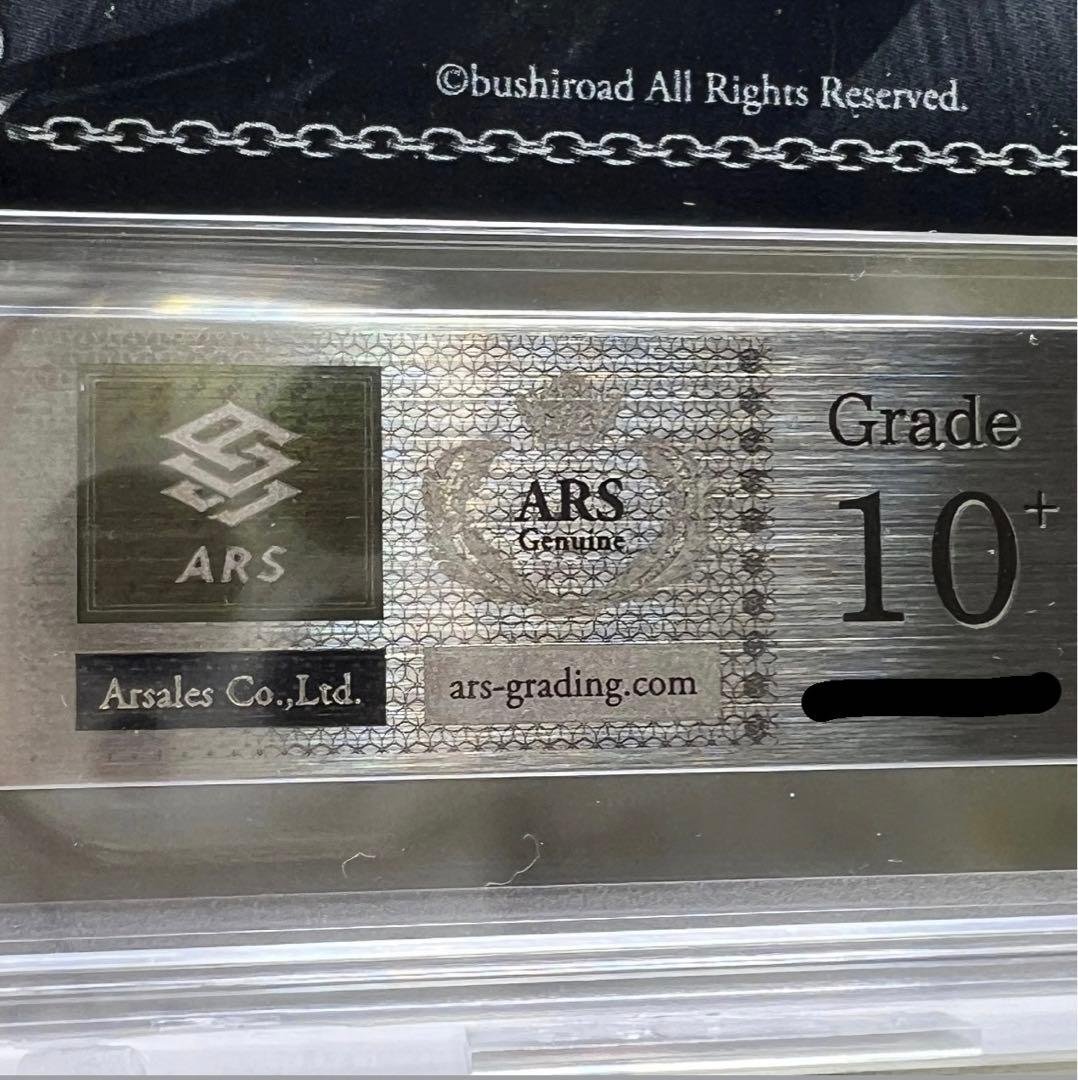 ©bushiroad All Rights Reserved.
ARS
Arsales Co.,Ltd.
ARS
Genuine
ars-grading.com
Grade
10+